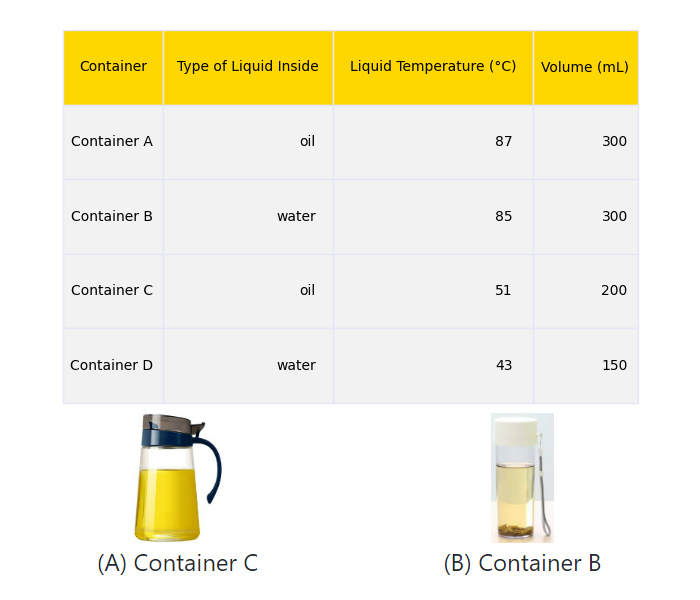 Container Type of Liquid Inside Liquid Temperature (°C) Volume (mL)
Container A oil 87 300
Container B water 85 300
Container C oil 51 200
Container D water 43 150
(A) Container C (B) Container B